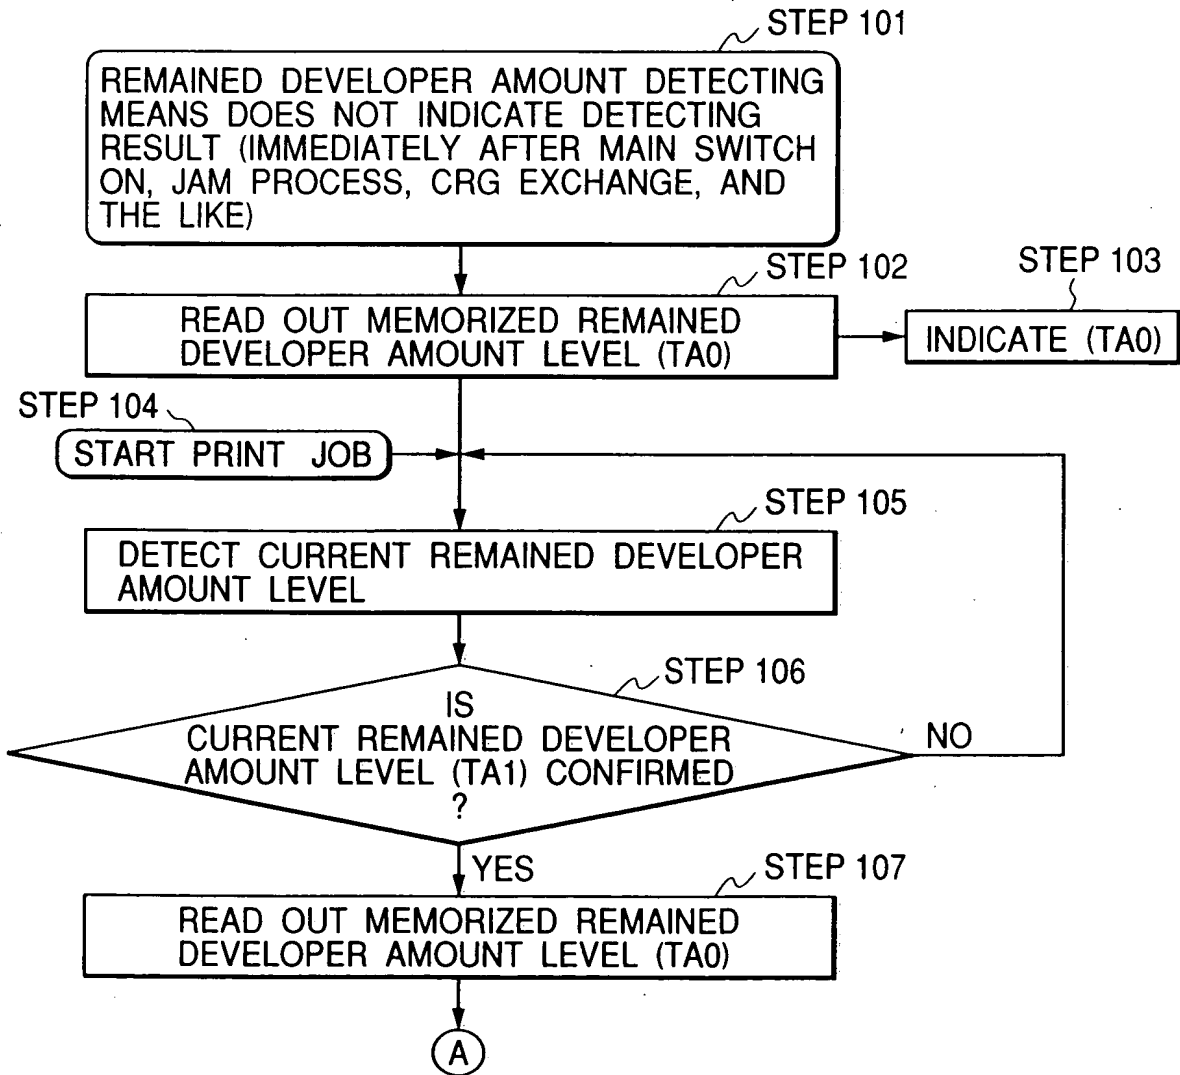 STEP 101
REMAINED DEVELOPER AMOUNT DETECTING
MEANS DOES NOT INDICATE DETECTING
RESULT (IMMEDIATELY AFTER MAIN SWITCH
ON, JAM PROCESS, CRG EXCHANGE, AND
THE LIKE)
STEP 102
READ OUT MEMORIZED REMAINED
DEVELOPER AMOUNT LEVEL (TA0)
STEP 103
INDICATE (TA0)
STEP 104
START PRINT JOB
STEP 105
DETECT CURRENT REMAINED DEVELOPER
AMOUNT LEVEL
STEP 106
IS
CURRENT REMAINED DEVELOPER
AMOUNT LEVEL (TA1) CONFIRMED
?
NO
YES
STEP 107
READ OUT MEMORIZED REMAINED
DEVELOPER AMOUNT LEVEL (TA0)
A